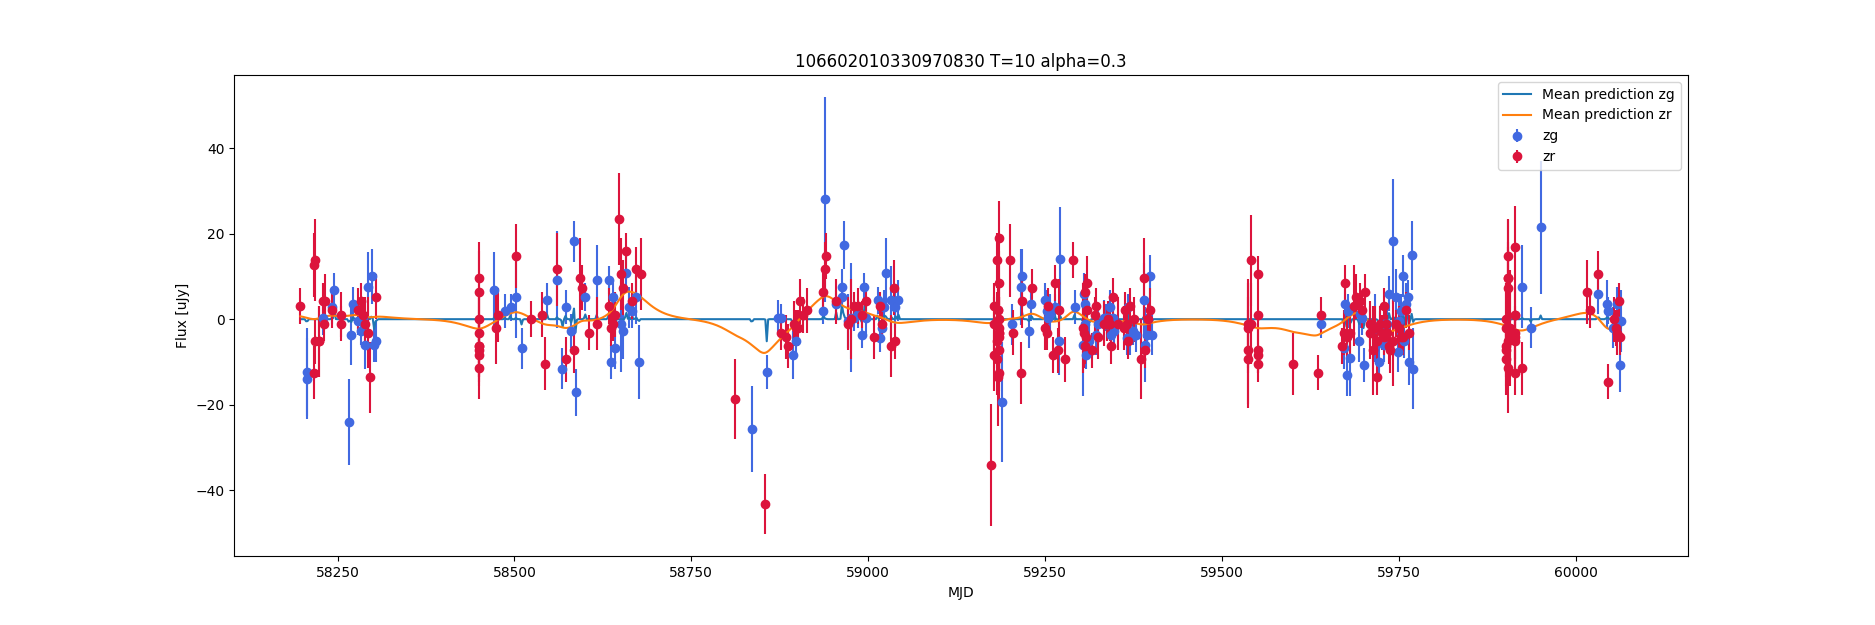 106602010330970830 T=10 alpha=0.3
Mean prediction zg
Mean prediction zr
zg
zr
Flux [uJy]
40
20
0
−20
−40
58250 58500 58750 59000 59250 59500 59750 60000
MJD